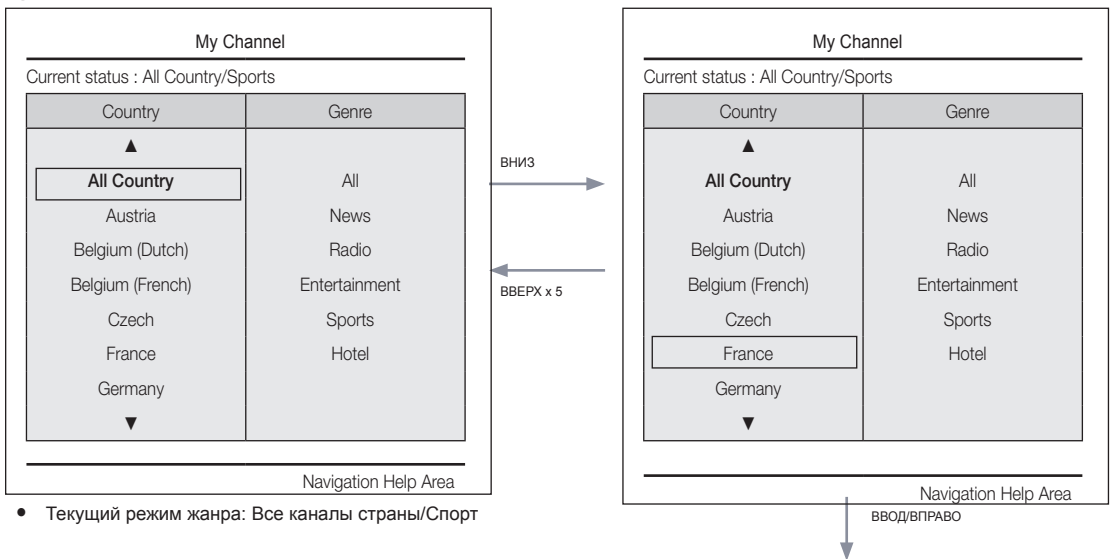 My Channel
Current status : All Country/Sports
Country Genre
▲
All Country All
Austria News
Belgium (Dutch) Radio
Belgium (French) Entertainment
Czech Sports
France Hotel
Germany
▼
Navigation Help Area
ВНИЗ
ВВЕРХ x 5
My Channel
Current status : All Country/Sports
Country Genre
▲
All Country All
Austria News
Belgium (Dutch) Radio
Belgium (French) Entertainment
Czech Sports
France Hotel
Germany
▼
Navigation Help Area
• Текущий режим жанра: Все каналы страны/Спорт
ВВОД/ВПРАВО